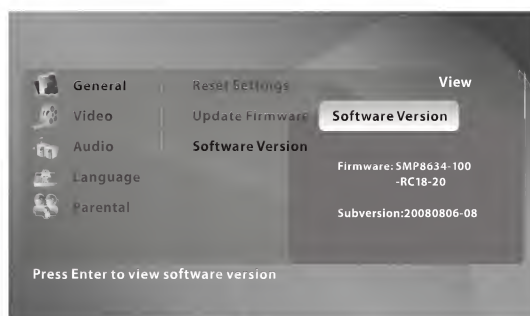 General
Video
Audio
Language
Parental
Reset Settings
Update Firmware
Software Version
View
Software Version
Firmware: SMP8634-100
-RC18-20
Subversion:20080806-08
Press Enter to view software version